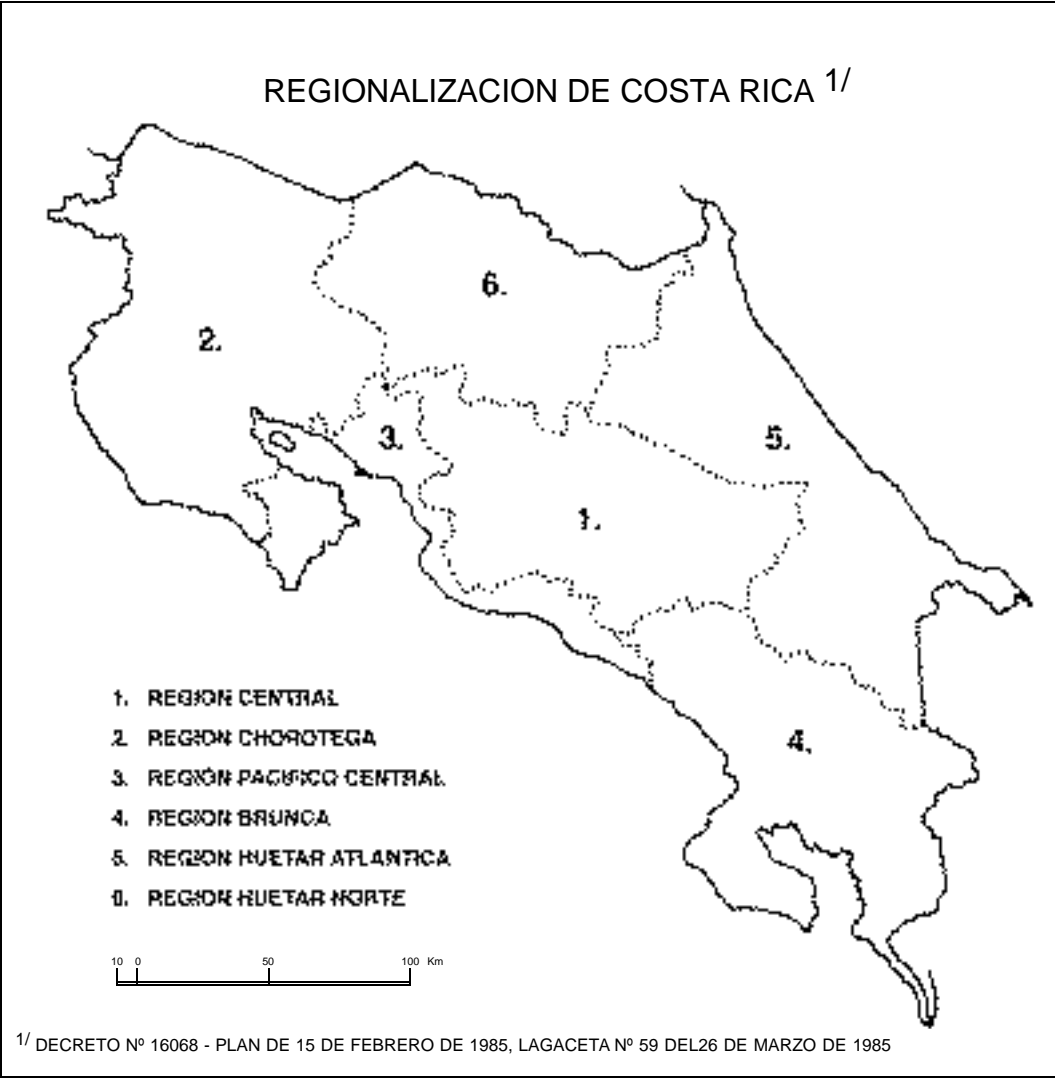 REGIONALIZACION DE COSTA RICA 1/
6.
2.
3.
5.
1.
4.
1. REGION CENTRAL
2. REGION CHOROTEGA
3. REGIÓN PACIFICO CENTRAL
4. REGION BRUNCA
5. REGION HUETAR ATLANTICA
6. REGION HUETAR NORTE
10 0 50 100 Km
1/ DECRETO Nº 16068 - PLAN DE 15 DE FEBRERO DE 1985, LAGACETA Nº 59 DEL26 DE MARZO DE 1985